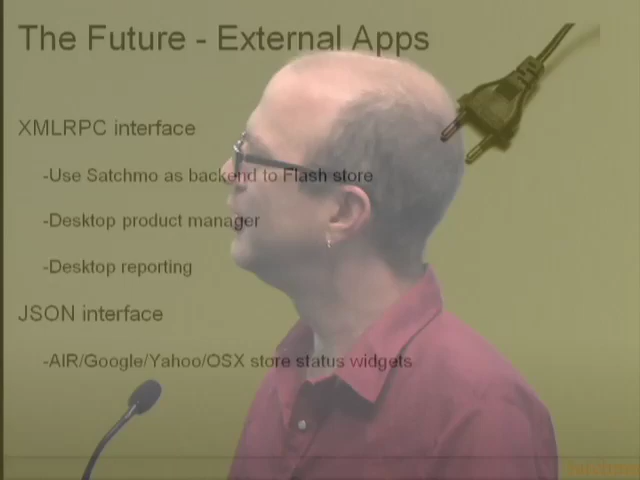 The Future - External Apps
XMLRPC interface
-Use Satchmo as backend to Flash store
-Desktop product manager
-Desktop reporting
JSON interface
-AIR/Google/Yahoo/OSX store status widgets